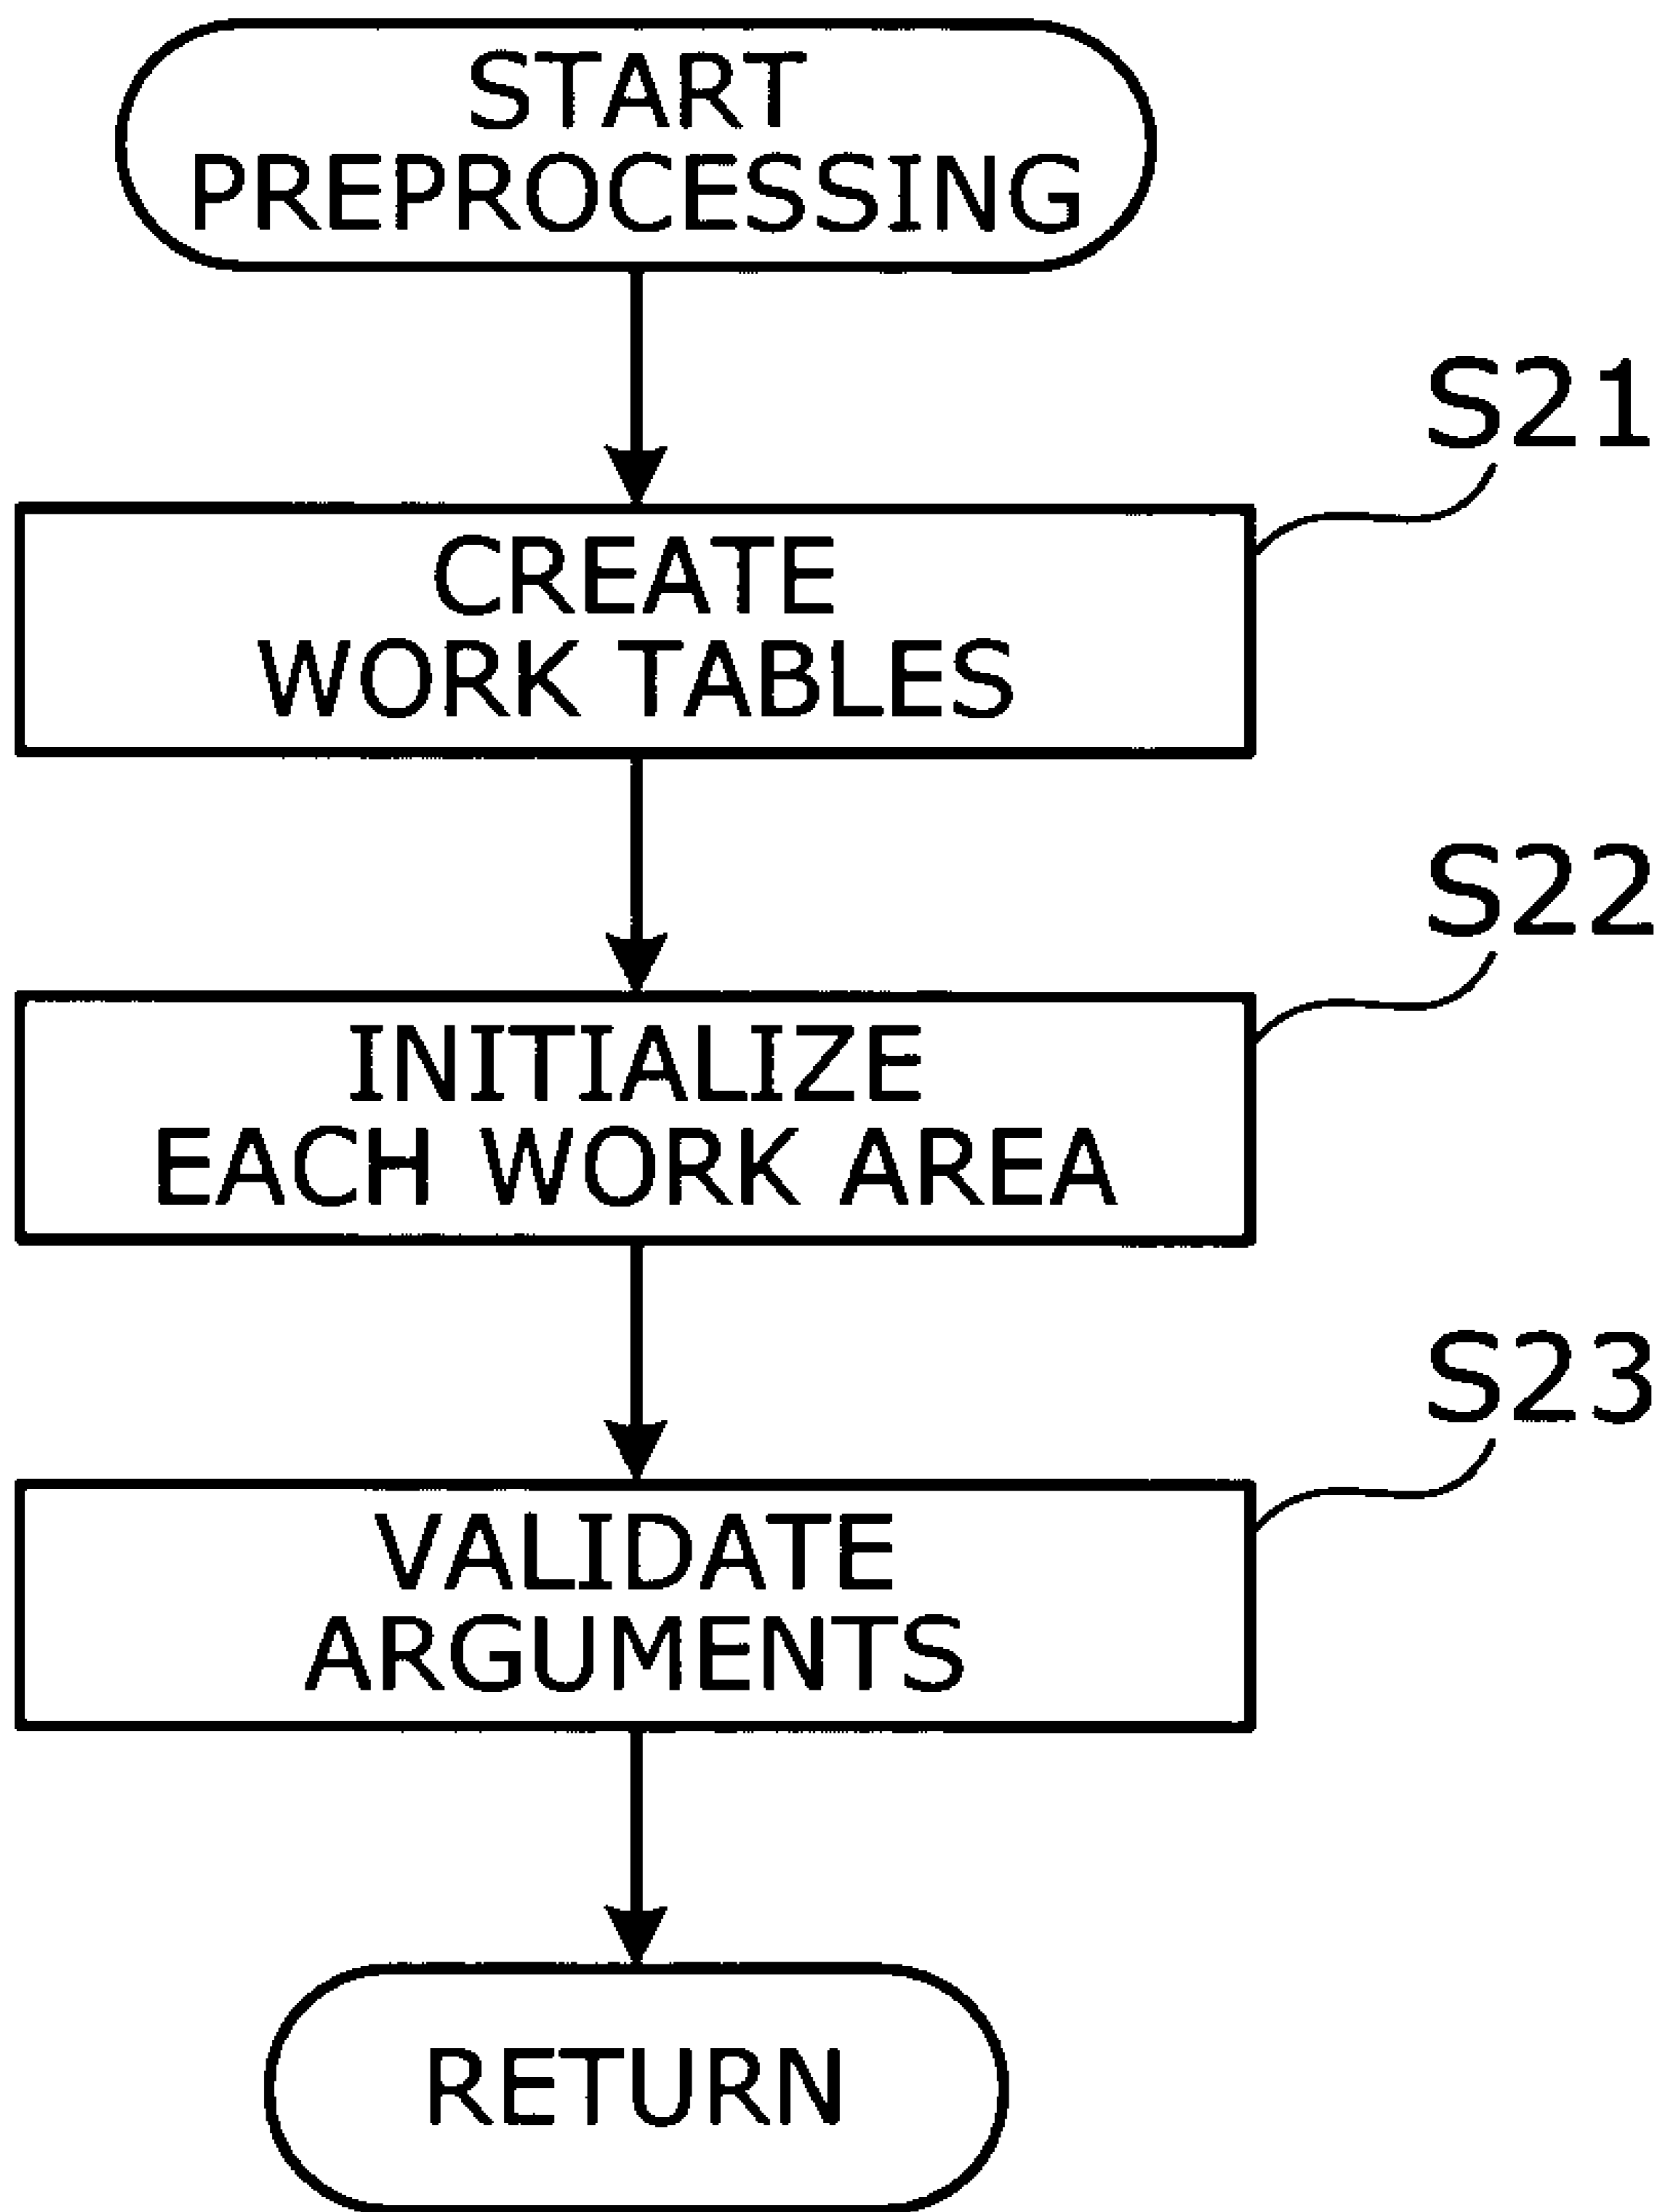 START
PREPROCESSING
S21
CREATE
WORK TABLES
S22
INITIALIZE
EACH WORK AREA
S23
VALIDATE
ARGUMENTS
RETURN